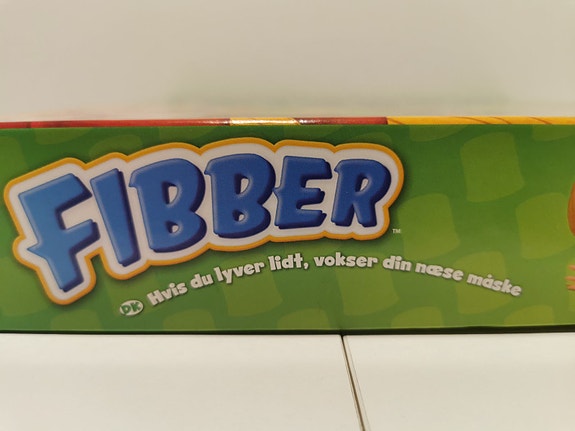 FIBBER™
DK Hvis du lyver lidt, vokser din næse måske